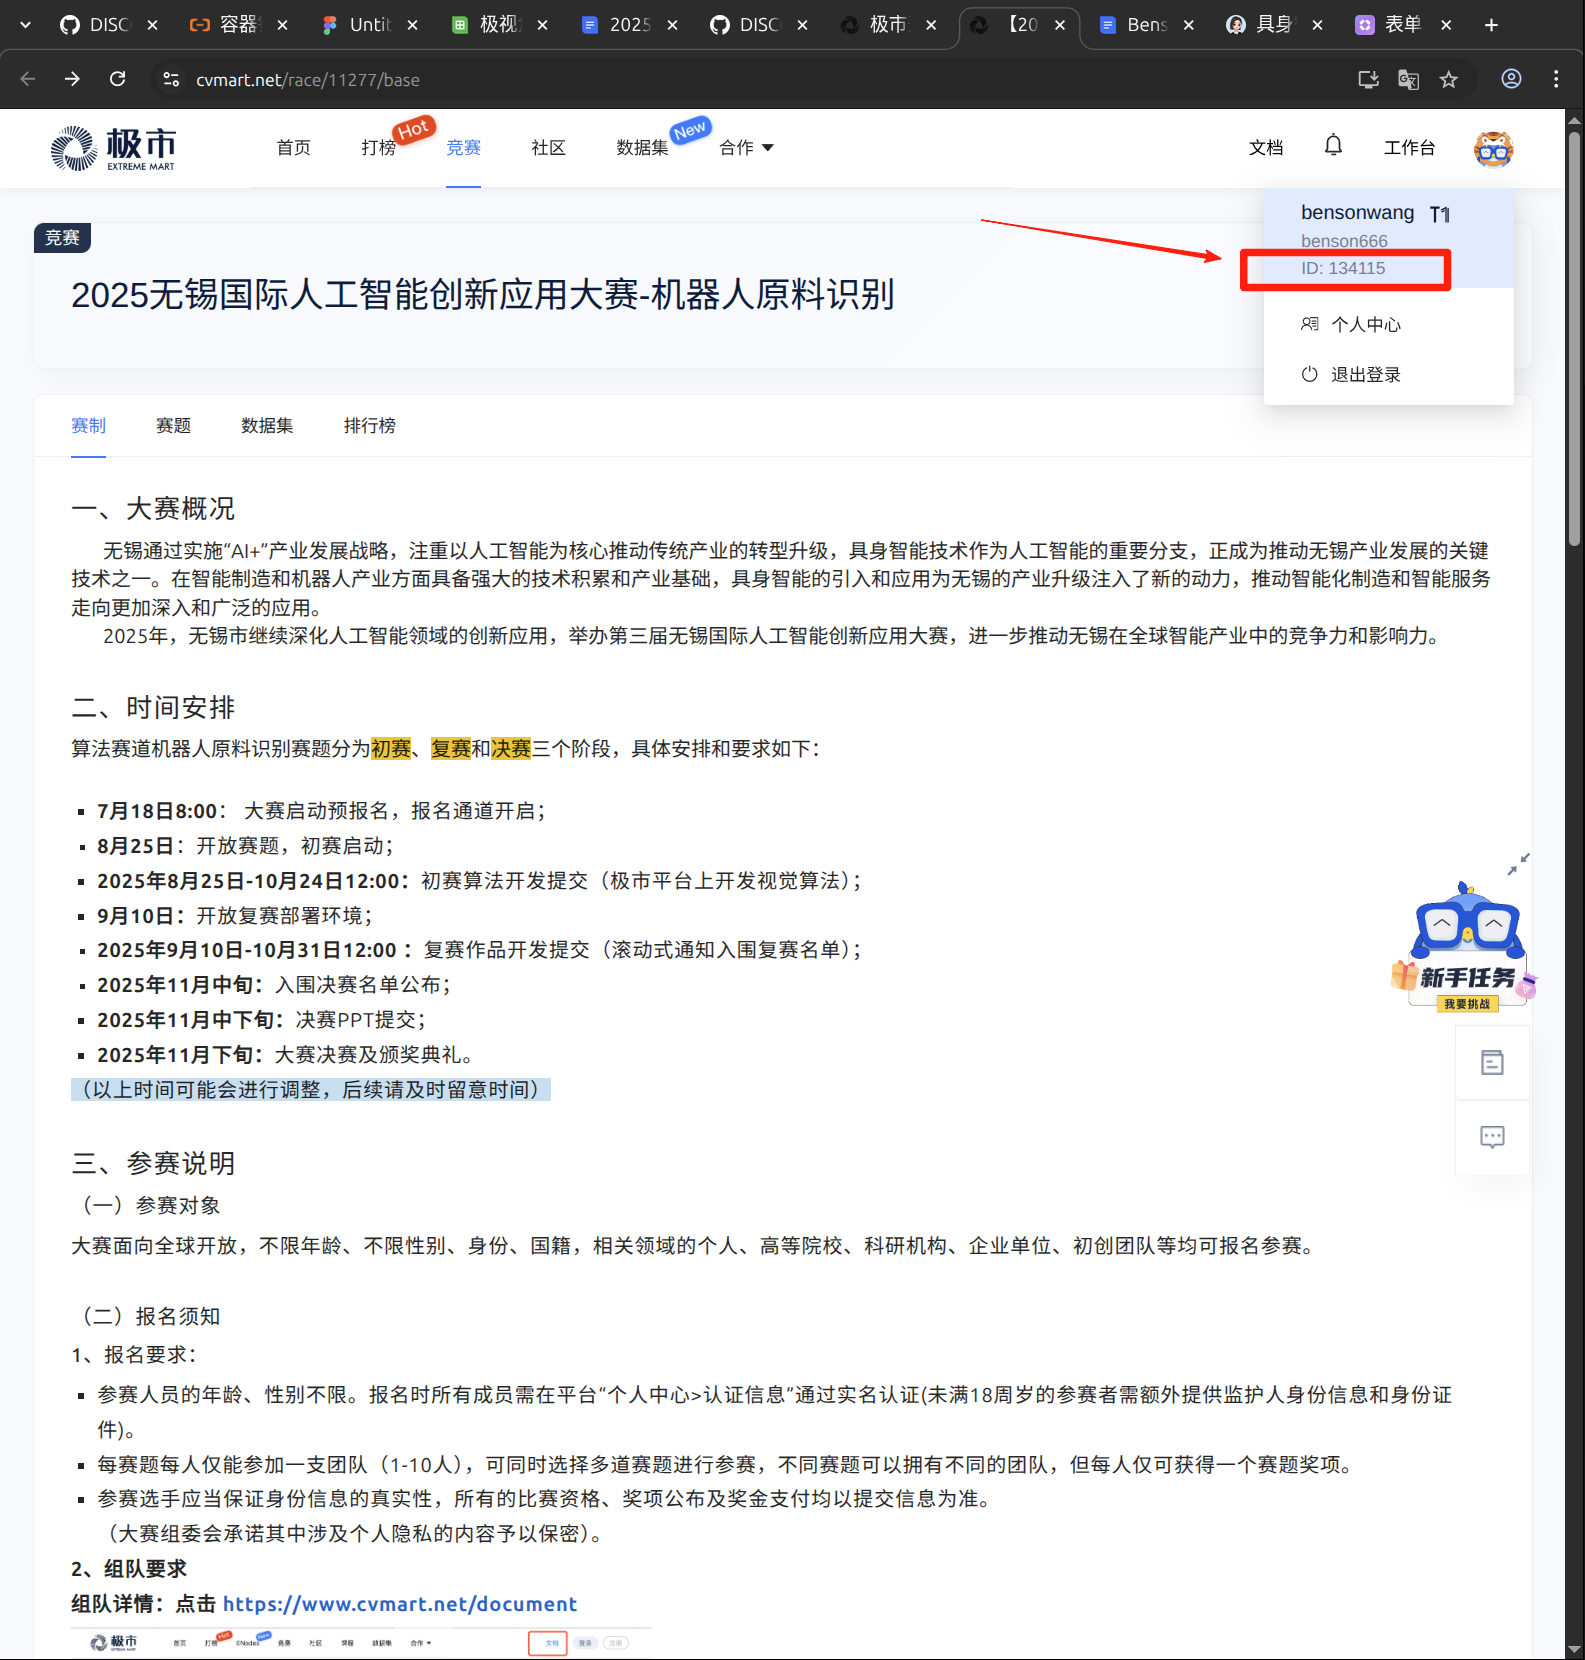 DISC
容器
Untit
极视
2025
DISC
极市
【20
Bens
具身
表单
cvmart.net/race/11277/base
极市
EXTREME MART
首页
打榜
Hot
竞赛
社区
数据集
New
合作
文档
工作台
bensonwang T1
benson666
ID: 134115
个人中心
退出登录
竞赛
2025无锡国际人工智能创新应用大赛-机器人原料识别
赛制
赛题
数据集
排行榜
一、大赛概况
无锡通过实施“AI+”产业发展战略，注重以人工智能为核心推动传统产业的转型升级，具身智能技术作为人工智能的重要分支，正成为推动无锡产业发展的关键
技术之一。在智能制造和机器人产业方面具备强大的技术积累和产业基础，具身智能的引入和应用为无锡的产业升级注入了新的动力，推动智能化制造和智能服务
走向更加深入和广泛的应用。
2025年，无锡市继续深化人工智能领域的创新应用，举办第三届无锡国际人工智能创新应用大赛，进一步推动无锡在全球智能产业中的竞争力和影响力。
二、时间安排
算法赛道机器人原料识别赛题分为初赛、复赛和决赛三个阶段，具体安排和要求如下：
7月18日8:00： 大赛启动预报名，报名通道开启；
8月25日：开放赛题，初赛启动；
2025年8月25日-10月24日12:00：初赛算法开发提交（极市平台上开发视觉算法）；
9月10日：开放复赛部署环境；
2025年9月10日-10月31日12:00 ：复赛作品开发提交（滚动式通知入围复赛名单）；
2025年11月中旬：入围决赛名单公布；
2025年11月中下旬：决赛PPT提交；
2025年11月下旬：大赛决赛及颁奖典礼。
（以上时间可能会进行调整，后续请及时留意时间）
新手任务
我要挑战
三、参赛说明
（一）参赛对象
大赛面向全球开放，不限年龄、不限性别、身份、国籍，相关领域的个人、高等院校、科研机构、企业单位、初创团队等均可报名参赛。
（二）报名须知
1、报名要求：
参赛人员的年龄、性别不限。报名时所有成员需在平台“个人中心>认证信息”通过实名认证(未满18周岁的参赛者需额外提供监护人身份信息和身份证
件)。
每赛题每人仅能参加一支团队（1-10人），可同时选择多道赛题进行参赛，不同赛题可以拥有不同的团队，但每人仅可获得一个赛题奖项。
参赛选手应当保证身份信息的真实性，所有的比赛资格、奖项公布及奖金支付均以提交信息为准。
（大赛组委会承诺其中涉及个人隐私的内容予以保密）。
2、组队要求
组队详情：点击 https://www.cvmart.net/document
极市
EXTREME MART
首页
打榜
Hot
ENodes
New
竞赛
社区
课程
数据集
合作
文档
登录
注册